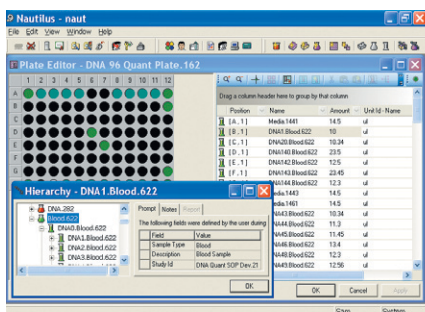 Nautilus - naut
File Edit View Window Help
Plate Editor - DNA 96 Quant Plate.162
1 2 3 4 5 6 7 8 9 10 11 12
A
B
C
D
E
F
G
Drag a column header here to group by that column
Position Name Amount Unit Id - Name
[A,1] Media.1441 14.5 ul
[B,1] DNA1.Blood.622 10 ul
[C,1] DNA20.Blood.622 10.34 ul
[D,1] DNA140.Blood.622 23.5 ul
[E,1] DNA142.Blood.622 12.5 ul
[F,1] DNA143.Blood.622 23.45 ul
DNA144.Blood.622 12.3 ul
Media.1443 14.5 ul
Media.1461 14.5 ul
NA43.Blood.622 10.34 ul
NA44.Blood.622 11.3 ul
NA45.Blood.622 11.45 ul
NA46.Blood.622 13.4 ul
NA48.Blood.622 12.3 ul
NA49.Blood.622 12.56 ul
OK Cancel Apply
Hierarchy - DNA1.Blood.622
DNA.282
Blood.622
DNA0.Blood.622
DNA1.Blood.622
DNA2.Blood.622
DNA3.Blood.622
Prompt Notes Report
The following fields were defined by the user during
Field Value
Sample Type Blood
Description Blood Sample
Study Id DNA Quant SOP Dev.21
OK
Sam System